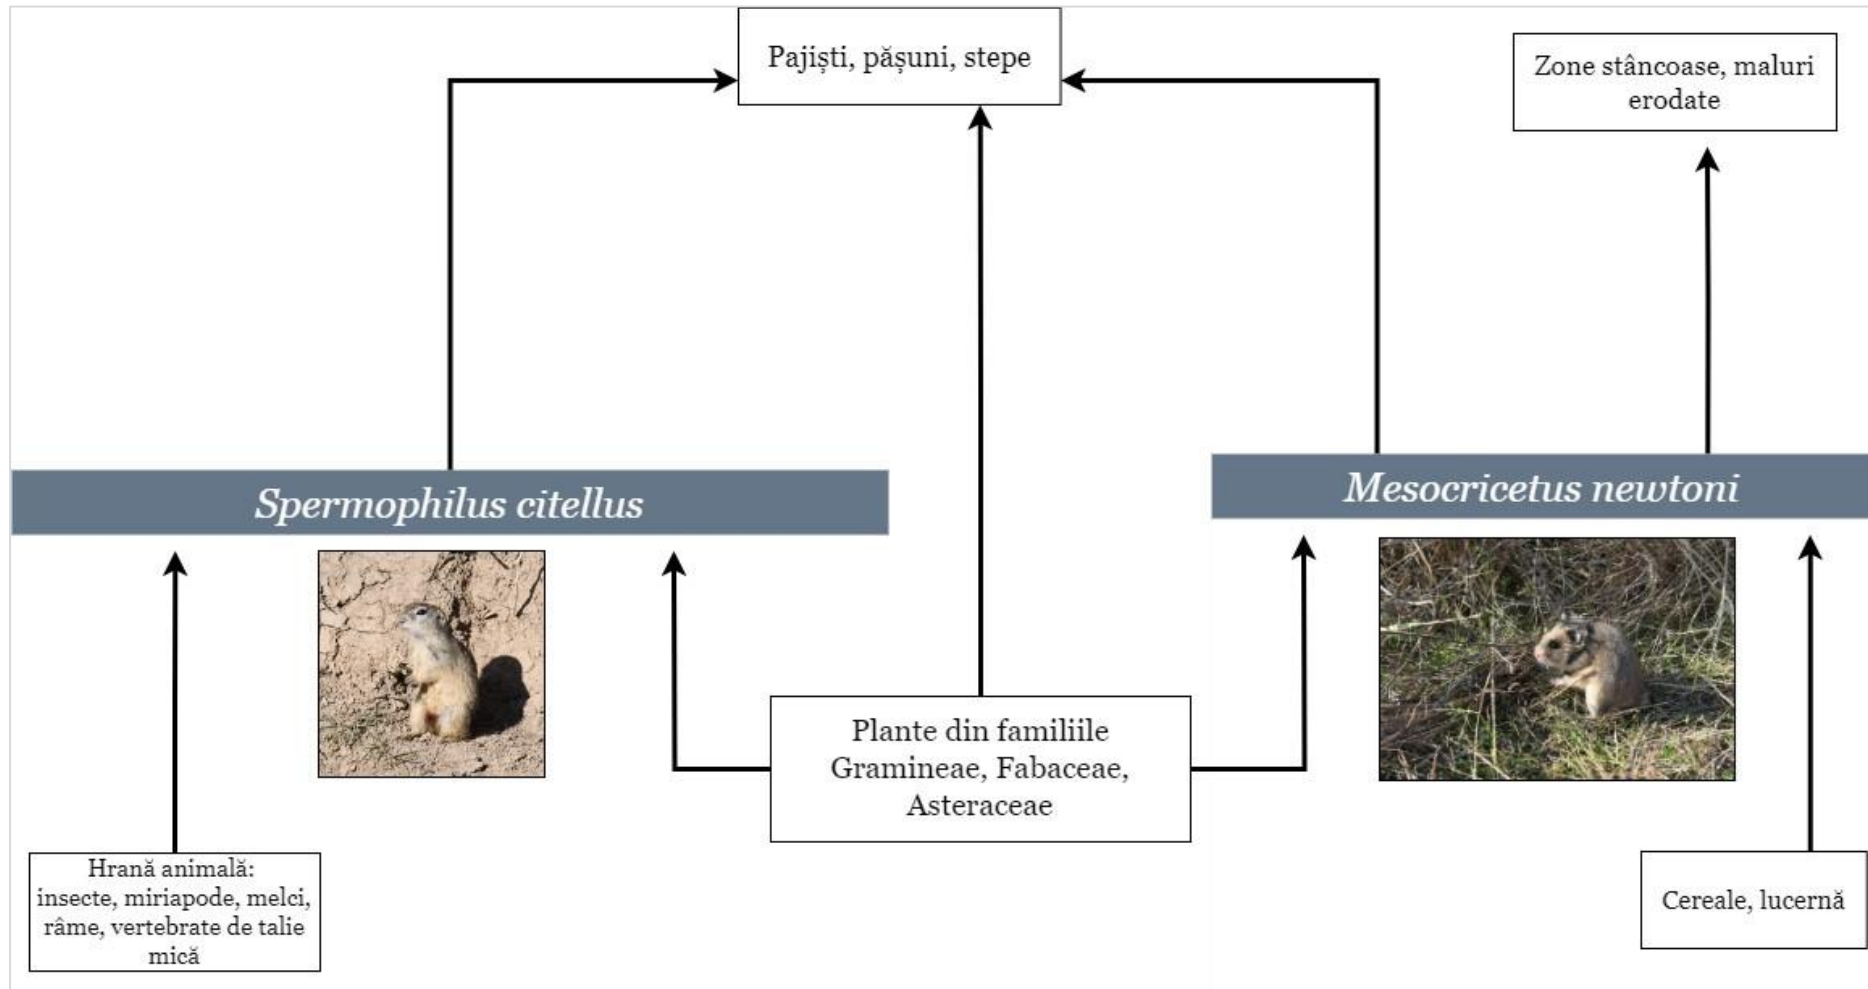 Pajiști, pășuni, stepe
Zone stâncoase, maluri
erodate
Spermophilus citellus
Mesocricetus newtoni
Plante din familiile
Gramineae, Fabaceae,
Asteraceae
Hrană animală:
insecte, miriapode, melci,
râme, vertebrate de talie
mică
Cereale, lucernă